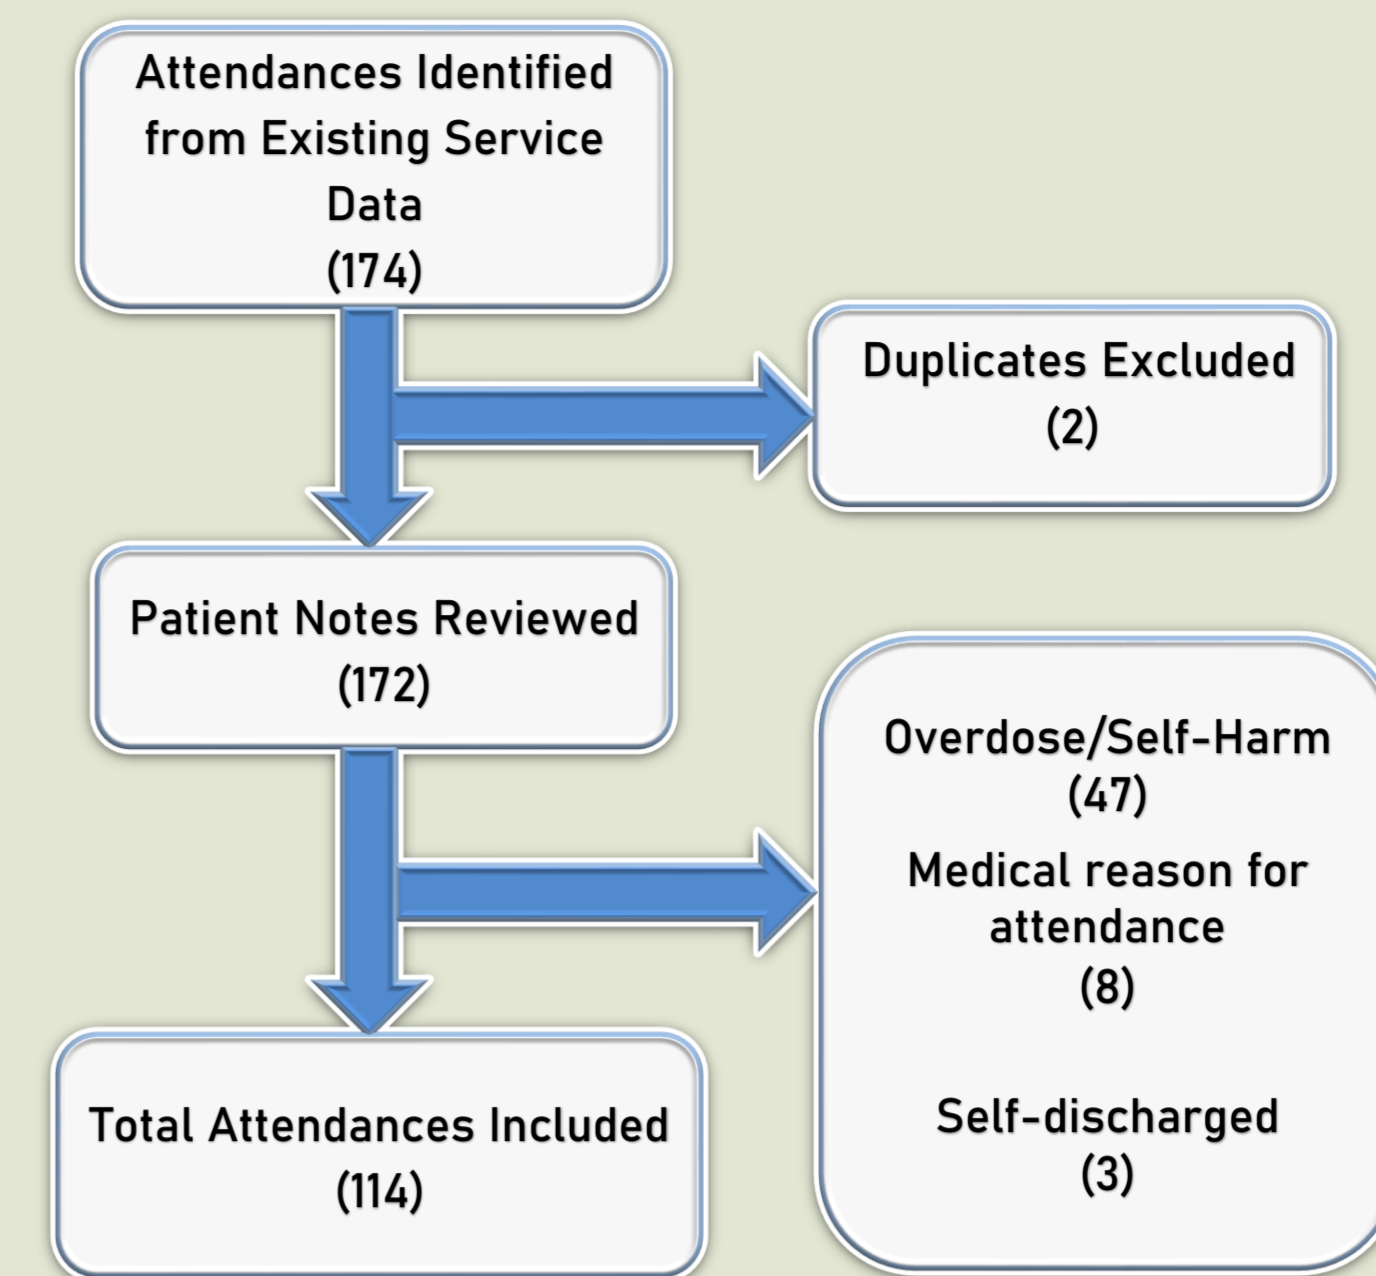 Attendances Identified
from Existing Service
Data
(174)
Duplicates Excluded
(2)
Patient Notes Reviewed
(172)
Overdose/Self-Harm
(47)
Medical reason for
attendance
(8)
Self-discharged
(3)
Total Attendances Included
(114)